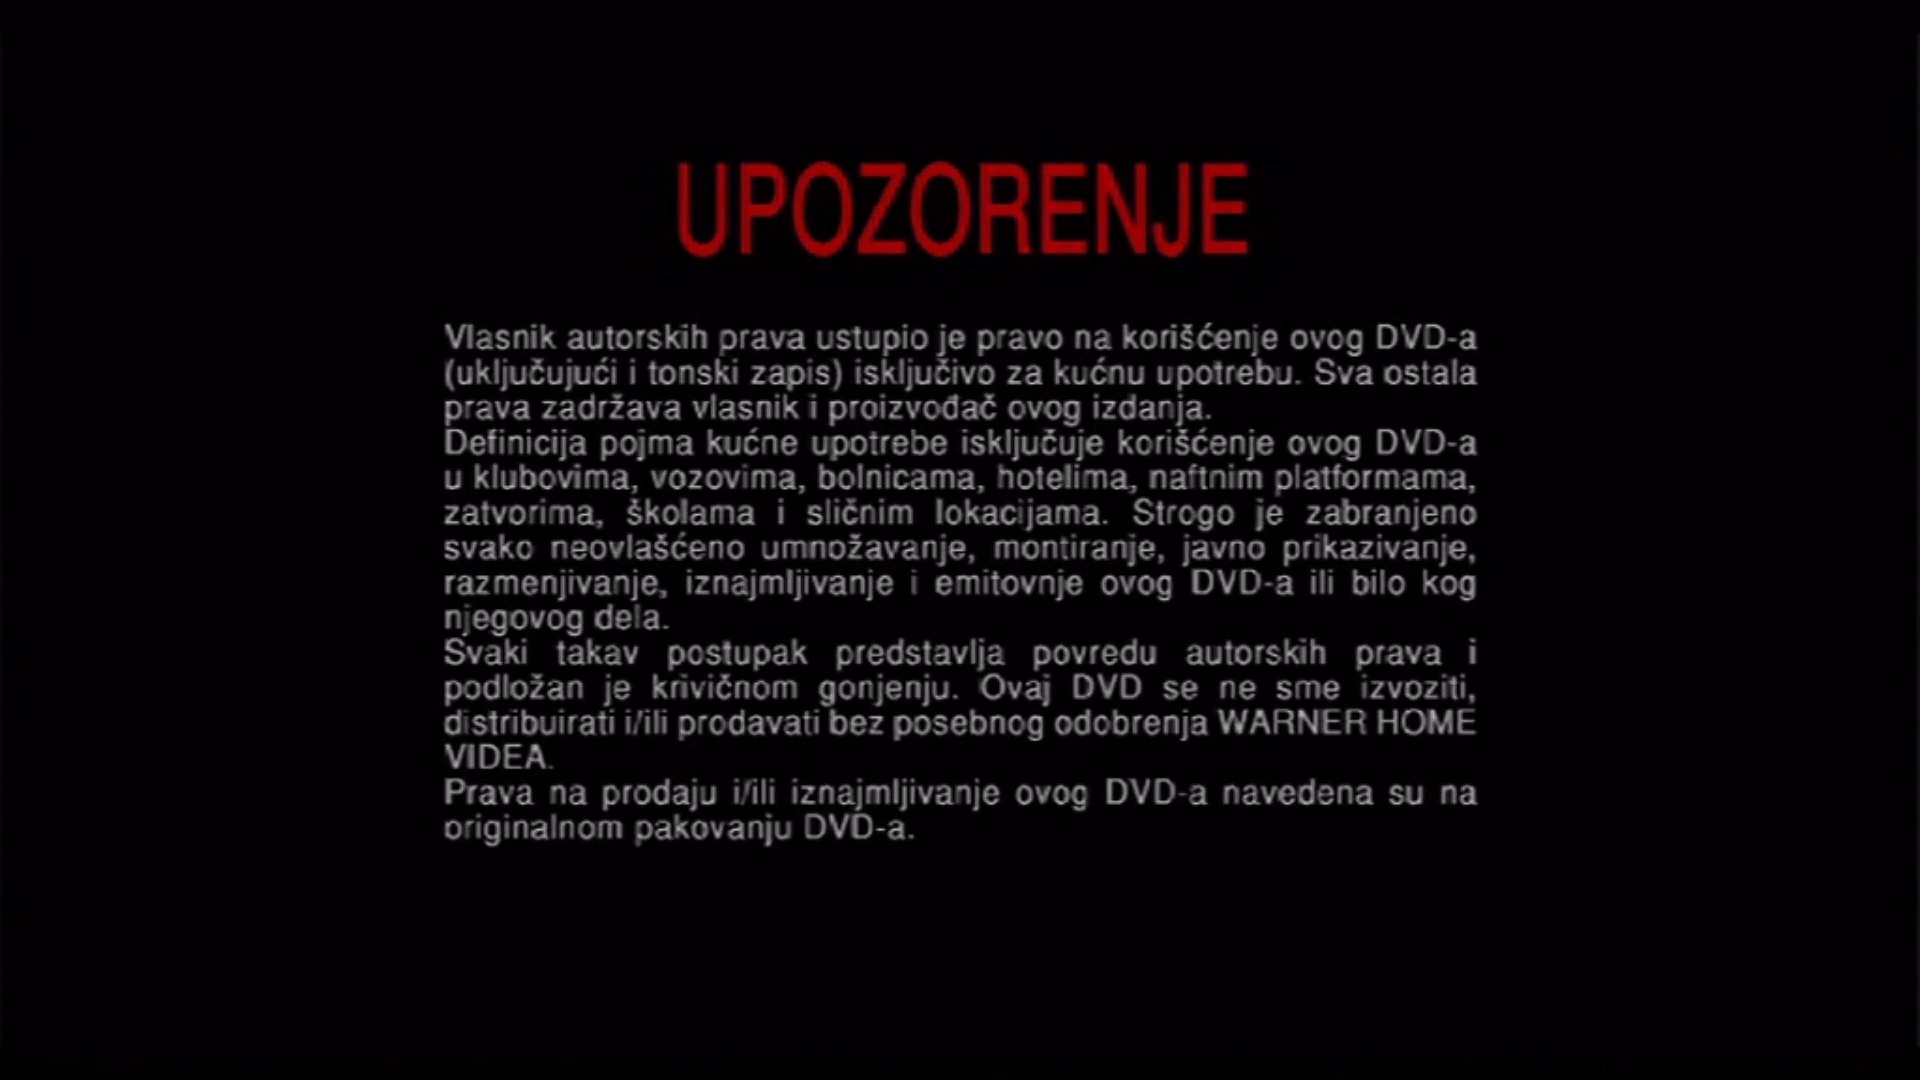 UPOZORENJE
Vlasnik autorskih prava ustupio je pravo na korišćenje ovog DVD-a
(uključujući i tonski zapis) isključivo za kućnu upotrebu. Sva ostala
prava zadržava vlasnik i proizvođač ovog izdanja.
Definicija pojma kućne upotrebe isključuje korišćenje ovog DVD-a
u klubovima, vozovima, bolnicama, hotelima, naftnim platformama,
zatvorima, školama i sličnim lokacijama. Strogo je zabranjeno
svako neovlašćeno umnožavanje, montiranje, javno prikazivanje,
razmenjivanje, iznajmljivanje i emitovnje ovog DVD-a ili bilo kog
njegovog dela.
Svaki takav postupak predstavlja povredu autorskih prava i
podložan je krivičnom gonjenju. Ovaj DVD se ne sme izvoziti,
distribuirati i/ili prodavati bez posebnog odobrenja WARNER HOME
VIDEA.
Prava na prodaju i/ili iznajmljivanje ovog DVD-a navedena su na
originalnom pakovanju DVD-a.